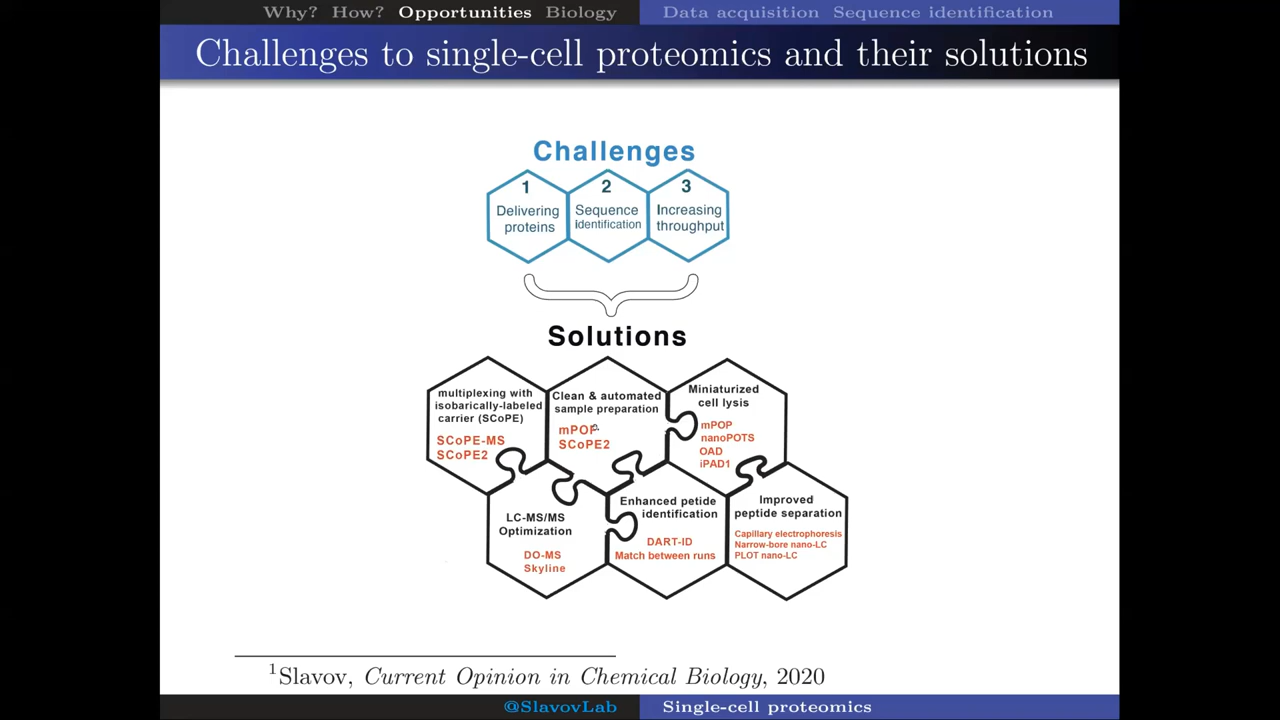 Why? How? Opportunities Biology Data acquisition Sequence identification
Challenges to single-cell proteomics and their solutions
Challenges
1
Delivering
proteins
2
Sequence
identification
3
Increasing
throughput
Solutions
multiplexing with
isobarically-labeled
carrier (SCoPE)
SCoPE-MS
SCoPE2
Clean & automated
sample preparation
mPOP
SCoPE2
Miniaturized
cell lysis
mPOP
nanoPOTS
OAD
iPAD1
LC-MS/MS
Optimization
DO-MS
Skyline
Enhanced petide
identification
DART-ID
Match between runs
Improved
peptide separation
Capillary electrophoresis
Narrow-bore nano-LC
PLOT nano-LC
1Slavov, Current Opinion in Chemical Biology, 2020
@SlavovLab Single-cell proteomics